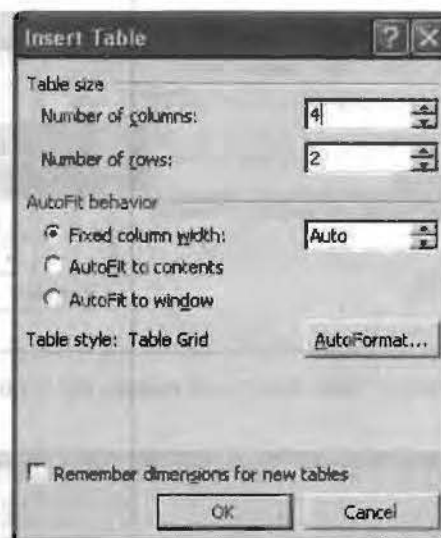 Insert Table
Table size
Number of columns: 4
Number of rows: 2
AutoFit behavior
Fixed column width: Auto
AutoFit to contents
AutoFit to window
Table style: Table Grid AutoFormat...
Remember dimensions for new tables
OK Cancel